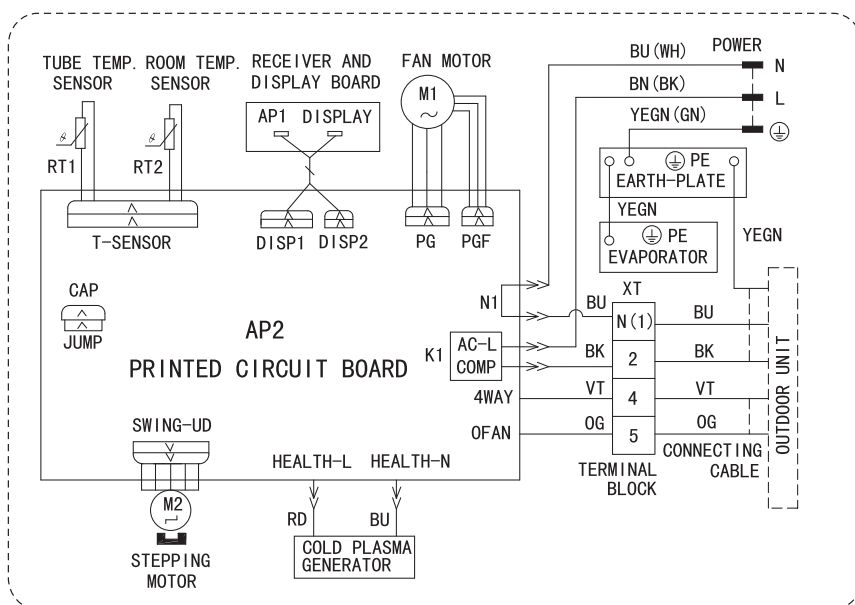 TUBE TEMP. SENSOR
ROOM TEMP. SENSOR
RECEIVER AND DISPLAY BOARD
FAN MOTOR
BU(WH)
POWER
N
BN(BK)
L
YEGN(GN)
θ
RT1
θ
RT2
AP1 DISPLAY
M1
PE
EARTH-PLATE
YEGN
PE
EVAPORATOR
YEGN
T-SENSOR
DISP1
DISP2
PG
PGF
CAP
JUMP
AP2
PRINTED CIRCUIT BOARD
N1
K1
AC-L
COMP
4WAY
OFAN
BU
BK
VT
OG
XT
N(1)
2
4
5
TERMINAL
BLOCK
BU
BK
VT
OG
CONNECTING
CABLE
OUTDOOR UNIT
SWING-UD
M2
STEPPING
MOTOR
HEALTH-L
HEALTH-N
RD
BU
COLD PLASMA
GENERATOR